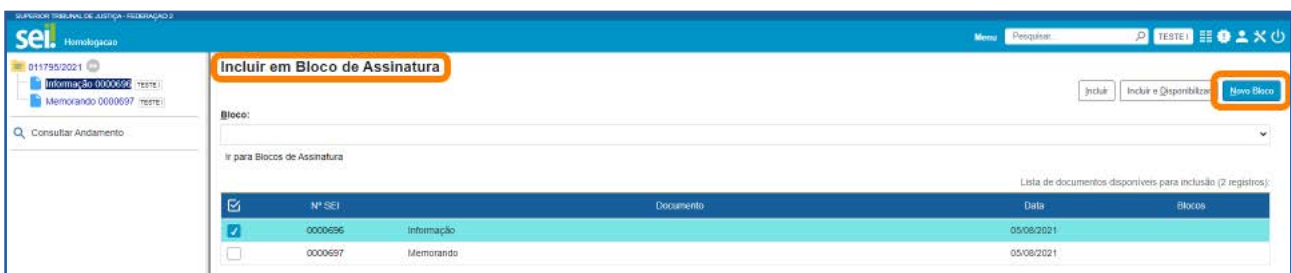 SUPERIOR TRIBUNAL DE JUSTIÇA - FEDERAÇÃO 2
sei. Homologacao
Menu Pesquisar... TESTE I
011795/2021
Informação 0000696 TESTE I
Memorando 0000697 TESTE I
Consultar Andamento
Incluir em Bloco de Assinatura
Incluir Incluir e Disponibilizar Novo Bloco
Bloco:
Ir para Blocos de Assinatura
Lista de documentos disponíveis para inclusão (2 registros):
Nº SEI Documento Data Blocos
0000696 Informação 05/08/2021
0000697 Memorando 05/08/2021